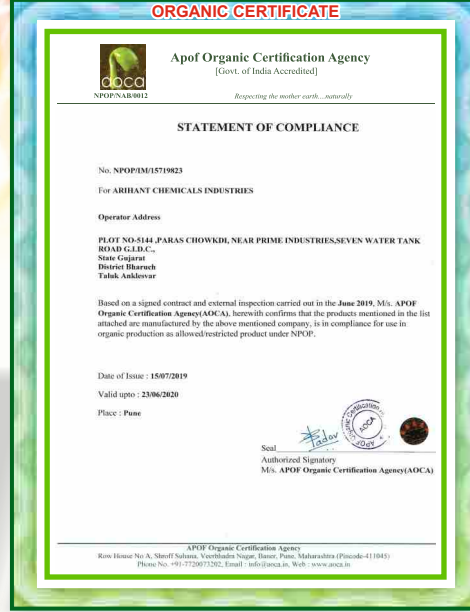 ORGANIC CERTIFICATE
aoca
NPOP/NAB/0012
Apof Organic Certification Agency
[Govt. of India Accredited]
Respecting the mother earth...naturally
STATEMENT OF COMPLIANCE
No. NPOP/IM/15719823
For ARIHANT CHEMICALS INDUSTRIES
Operator Address
PLOT NO-5144 ,PARAS CHOWKDI, NEAR PRIME INDUSTRIES,SEVEN WATER TANK
ROAD G.I.D.C.,
State Gujarat
District Bharuch
Taluk Anklesvar
Based on a signed contract and external inspection carried out in the June 2019, M/s. APOF
Organic Certification Agency(AOCA), herewith confirms that the products mentioned in the list
attached are manufactured by the above mentioned company, is in compliance for use in
organic production as allowed/restricted product under NPOP.
Date of Issue : 15/07/2019
Valid upto : 23/06/2020
Place : Pune
Seal
APOF Organic Certification
AOCA
Authorized Signatory
M/s. APOF Organic Certification Agency(AOCA)
APOF Organic Certification Agency
Row House No A, Shroff Suhana, Veerbhadra Nagar, Baner, Pune, Maharashtra (Pincode-411045)
Phone No. +91-7720073202, Email : info@aoca.in, Web : www.aoca.in